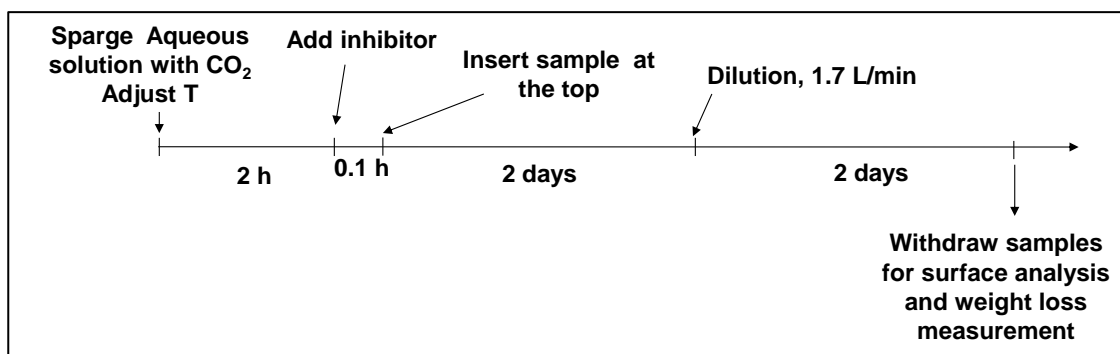 Sparge Aqueous
solution with CO₂
Adjust T
Add inhibitor
Insert sample at
the top
Dilution, 1.7 L/min
2 h
0.1 h
2 days
2 days
Withdraw samples
for surface analysis
and weight loss
measurement